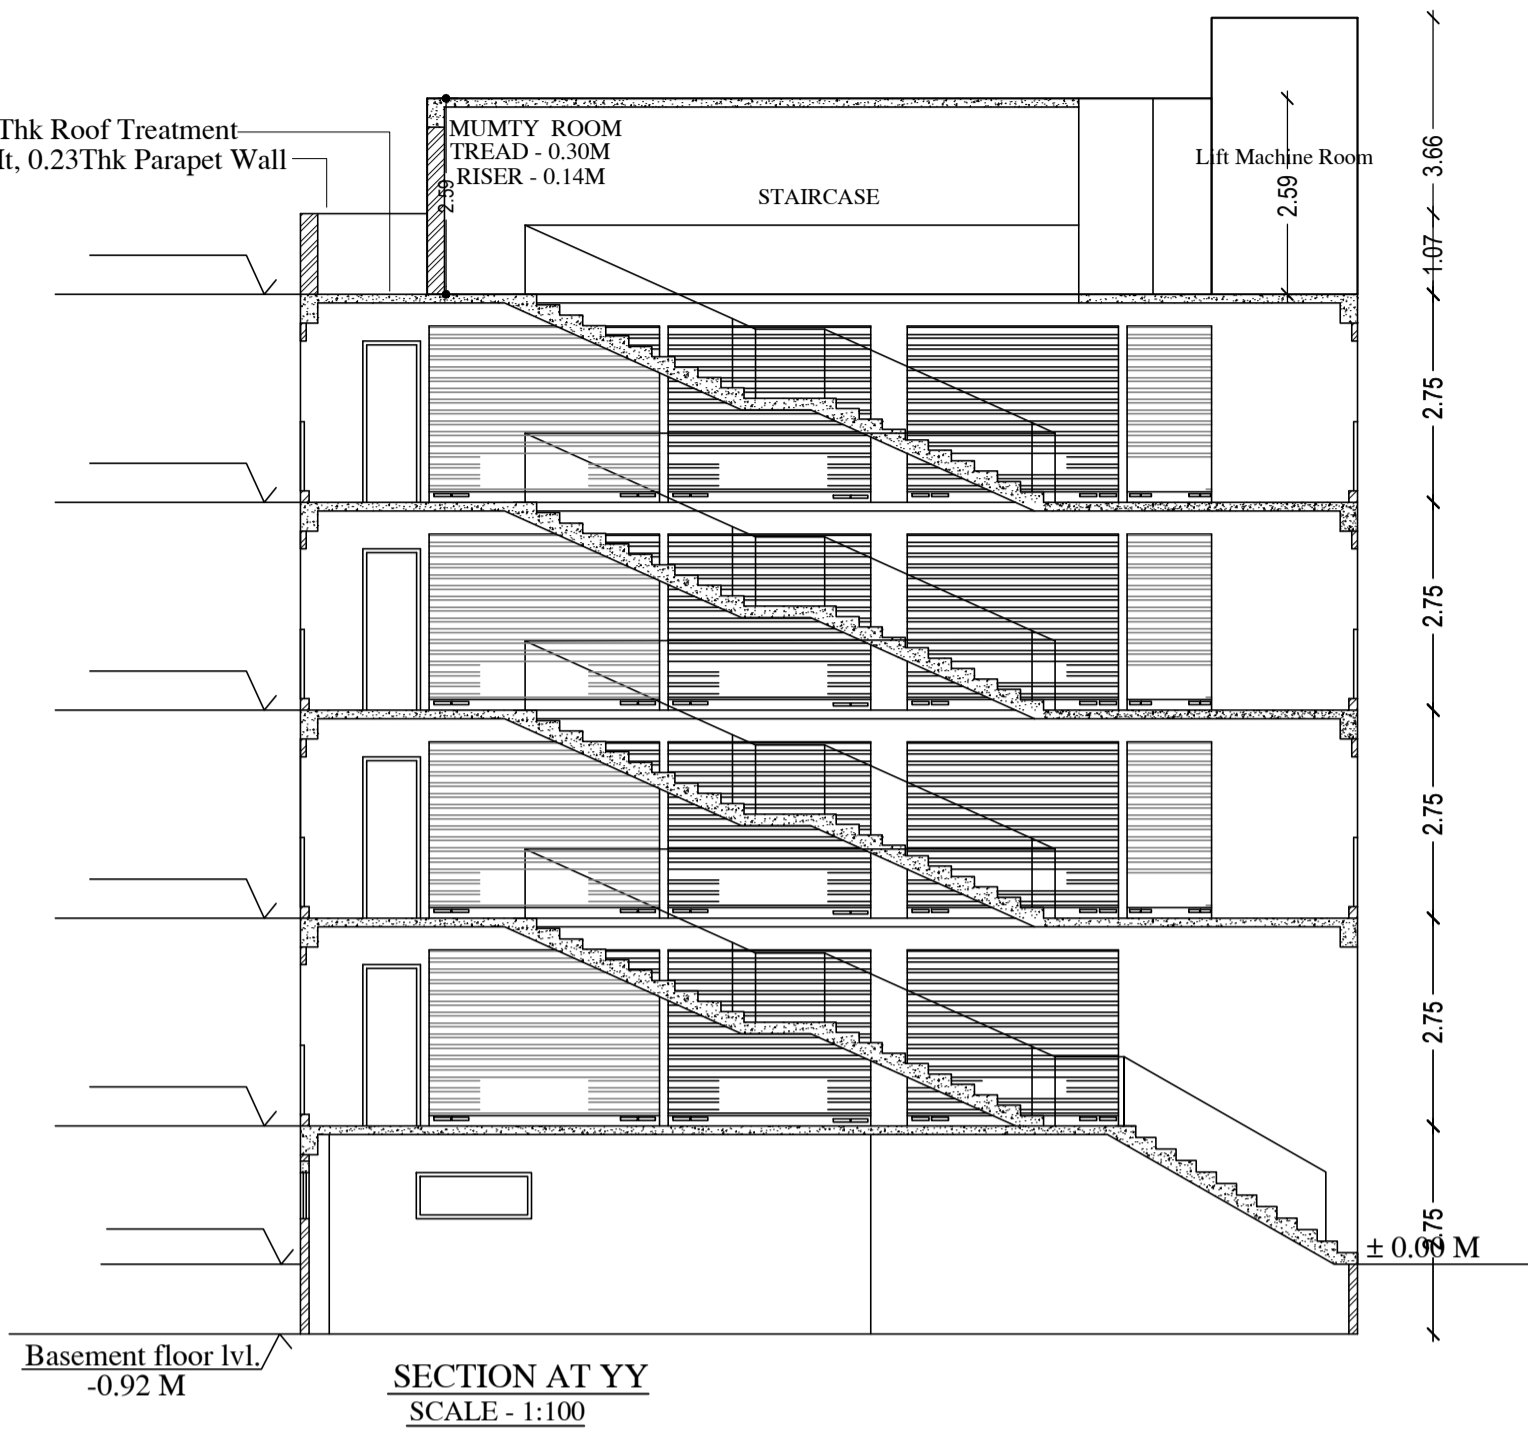 Thk Roof Treatment
lt, 0.23Thk Parapet Wall
MUMTY ROOM
TREAD - 0.30M
RISER - 0.14M
2.59
STAIRCASE
Lift Machine Room
2.59
3.66
1.07
2.75
2.75
2.75
2.75
2.75
± 0.00 M
Basement floor lvl.
-0.92 M
SECTION AT YY
SCALE - 1:100